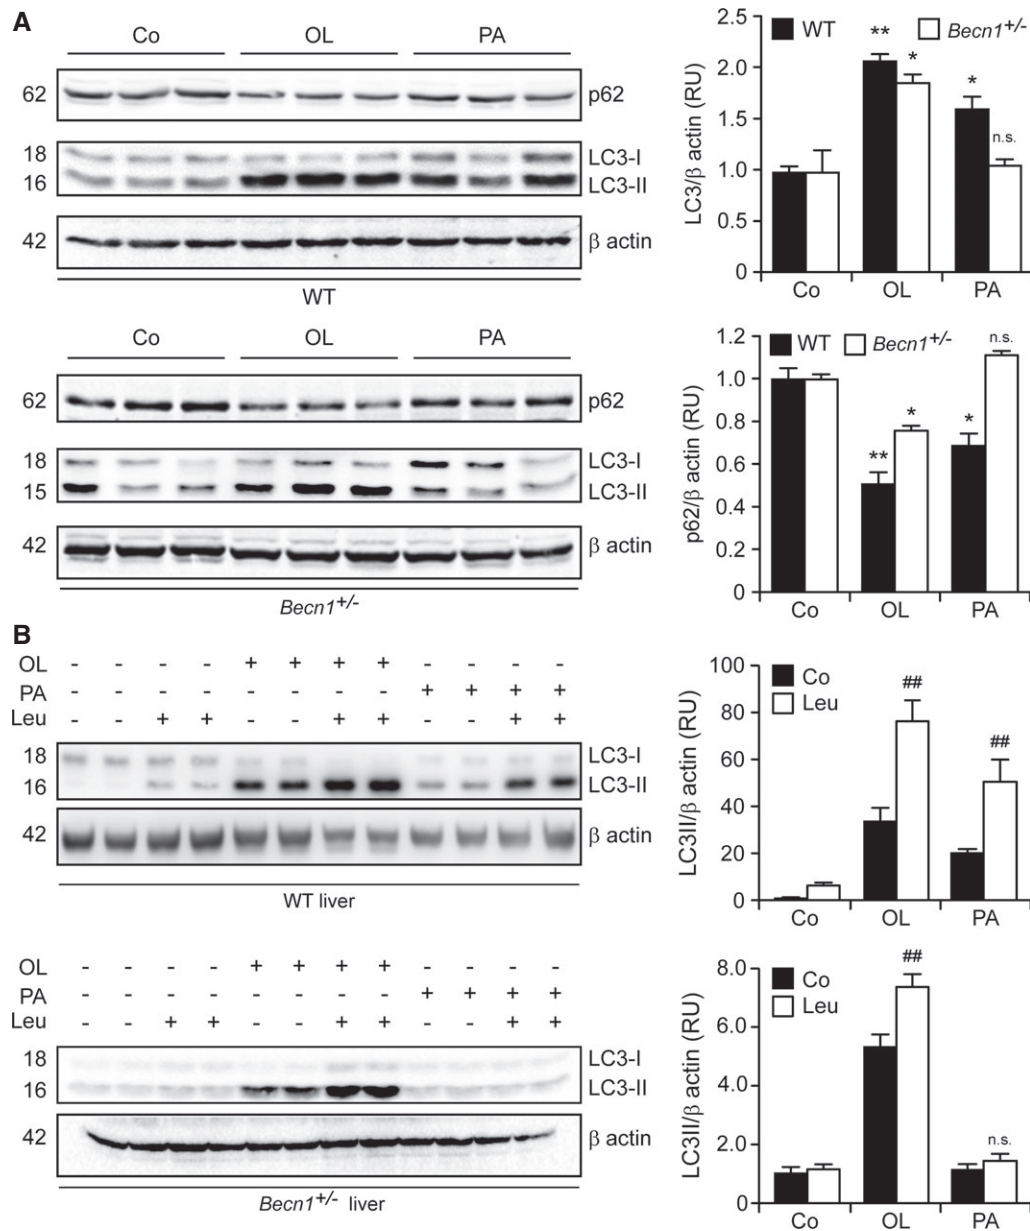 A
Co OL PA
62 p62
18 LC3-I
16 LC3-II
42 β actin
WT
WT Becn1+/-
LC3/β actin (RU)
2.5
2.0
1.5
1.0
0.5
0
** * * n.s.
Co OL PA
Co OL PA
62 p62
18 LC3-I
15 LC3-II
42 β actin
Becn1+/-
WT Becn1+/-
p62/β actin (RU)
1.2
1.0
0.8
0.6
0.4
0.2
0
** * * n.s.
Co OL PA
B
OL - - - - + + + + - - - -
PA - - - - - - - - + + + +
Leu - - + + - - + + - - + +
18 LC3-I
16 LC3-II
42 β actin
WT liver
Co
Leu
LC3II/β actin (RU)
100
80
60
40
20
0
## ##
Co OL PA
OL - - - - + + + + - - - -
PA - - - - - - - - + + + +
Leu - - + + - - + + - - + +
18 LC3-I
16 LC3-II
42 β actin
Becn1+/- liver
Co
Leu
LC3II/β actin (RU)
8.0
6.0
4.0
2.0
0
## n.s.
Co OL PA